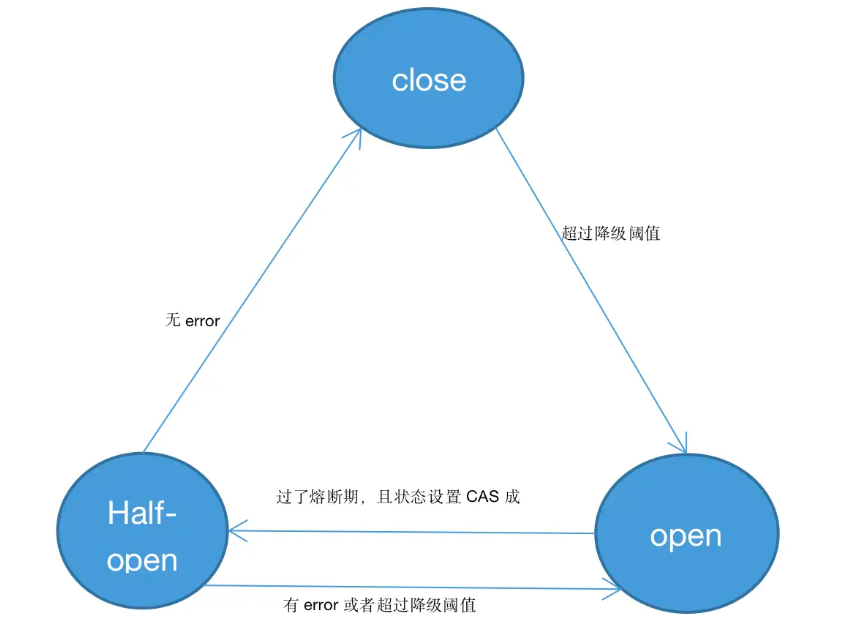 close
超过降级阈值
无 error
Half-
open
过了熔断期，且状态设置 CAS 成
open
有 error 或者超过降级阈值